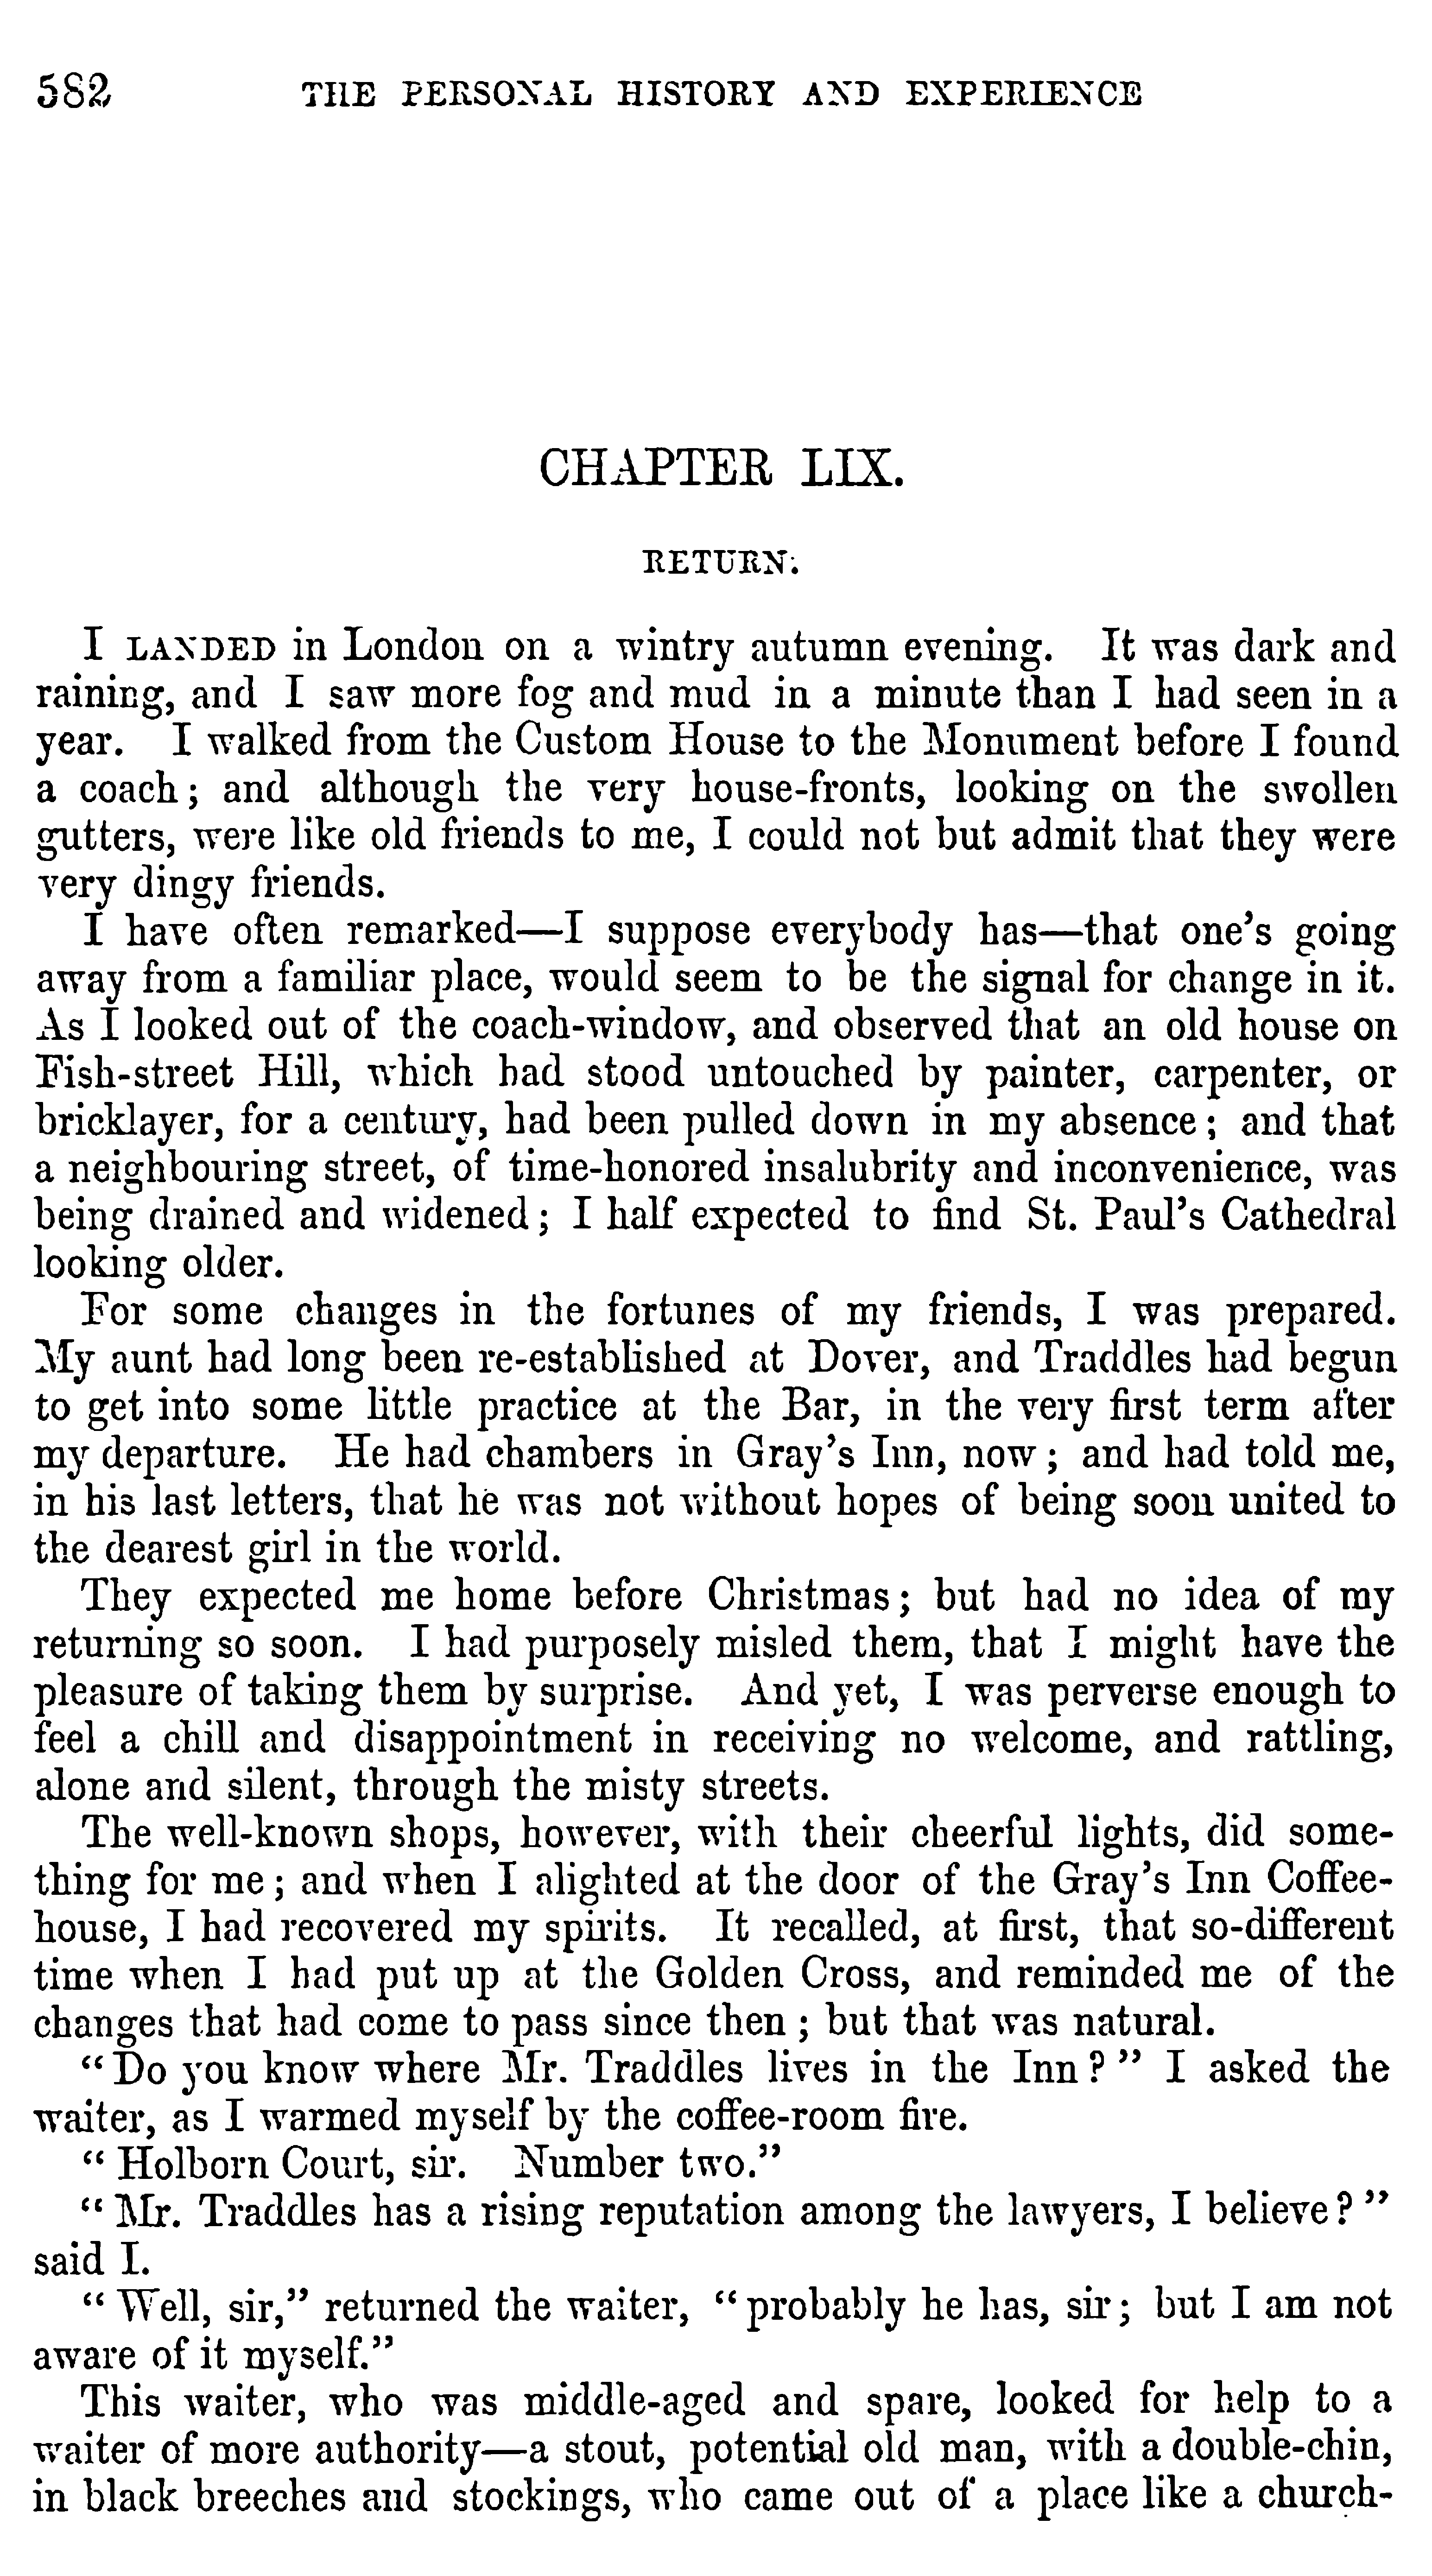 582 THE PERSONAL HISTORY AND EXPERIENCE
CHAPTER LIX.
RETURN.
I LANDED in London on a wintry autumn evening. It was dark and
raining, and I saw more fog and mud in a minute than I had seen in a
year. I walked from the Custom House to the Monument before I found
a coach; and although the very house-fronts, looking on the swollen
gutters, were like old friends to me, I could not but admit that they were
very dingy friends.
I have often remarked—I suppose everybody has—that one's going
away from a familiar place, would seem to be the signal for change in it.
As I looked out of the coach-window, and observed that an old house on
Fish-street Hill, which had stood untouched by painter, carpenter, or
bricklayer, for a century, had been pulled down in my absence; and that
a neighbouring street, of time-honored insalubrity and inconvenience, was
being drained and widened; I half expected to find St. Paul's Cathedral
looking older.
For some changes in the fortunes of my friends, I was prepared.
My aunt had long been re-established at Dover, and Traddles had begun
to get into some little practice at the Bar, in the very first term after
my departure. He had chambers in Gray's Inn, now; and had told me,
in his last letters, that he was not without hopes of being soon united to
the dearest girl in the world.
They expected me home before Christmas; but had no idea of my
returning so soon. I had purposely misled them, that I might have the
pleasure of taking them by surprise. And yet, I was perverse enough to
feel a chill and disappointment in receiving no welcome, and rattling,
alone and silent, through the misty streets.
The well-known shops, however, with their cheerful lights, did some-
thing for me; and when I alighted at the door of the Gray's Inn Coffee-
house, I had recovered my spirits. It recalled, at first, that so-different
time when I had put up at the Golden Cross, and reminded me of the
changes that had come to pass since then; but that was natural.
"Do you know where Mr. Traddles lives in the Inn?" I asked the
waiter, as I warmed myself by the coffee-room fire.
"Holborn Court, sir. Number two."
"Mr. Traddles has a rising reputation among the lawyers, I believe?"
said I.
"Well, sir," returned the waiter, "probably he has, sir; but I am not
aware of it myself."
This waiter, who was middle-aged and spare, looked for help to a
waiter of more authority—a stout, potential old man, with a double-chin,
in black breeches and stockings, who came out of a place like a church-